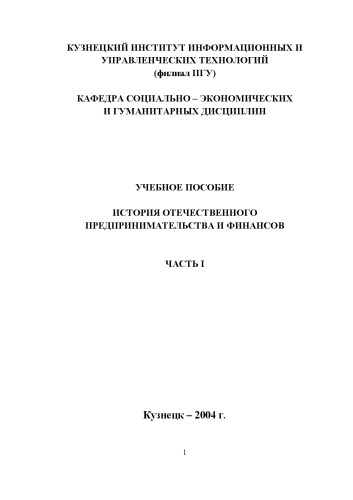 КУЗНЕЦКИЙ ИНСТИТУТ ИНФОРМАЦИОННЫХ И
УПРАВЛЕНЧЕСКИХ ТЕХНОЛОГИЙ
(филиал ПГУ)
КАФЕДРА СОЦИАЛЬНО – ЭКОНОМИЧЕСКИХ
И ГУМАНИТАРНЫХ ДИСЦИПЛИН
УЧЕБНОЕ ПОСОБИЕ
ИСТОРИЯ ОТЕЧЕСТВЕННОГО
ПРЕДПРИНИМАТЕЛЬСТВА И ФИНАНСОВ
ЧАСТЬ I
Кузнецк – 2004 г.
1